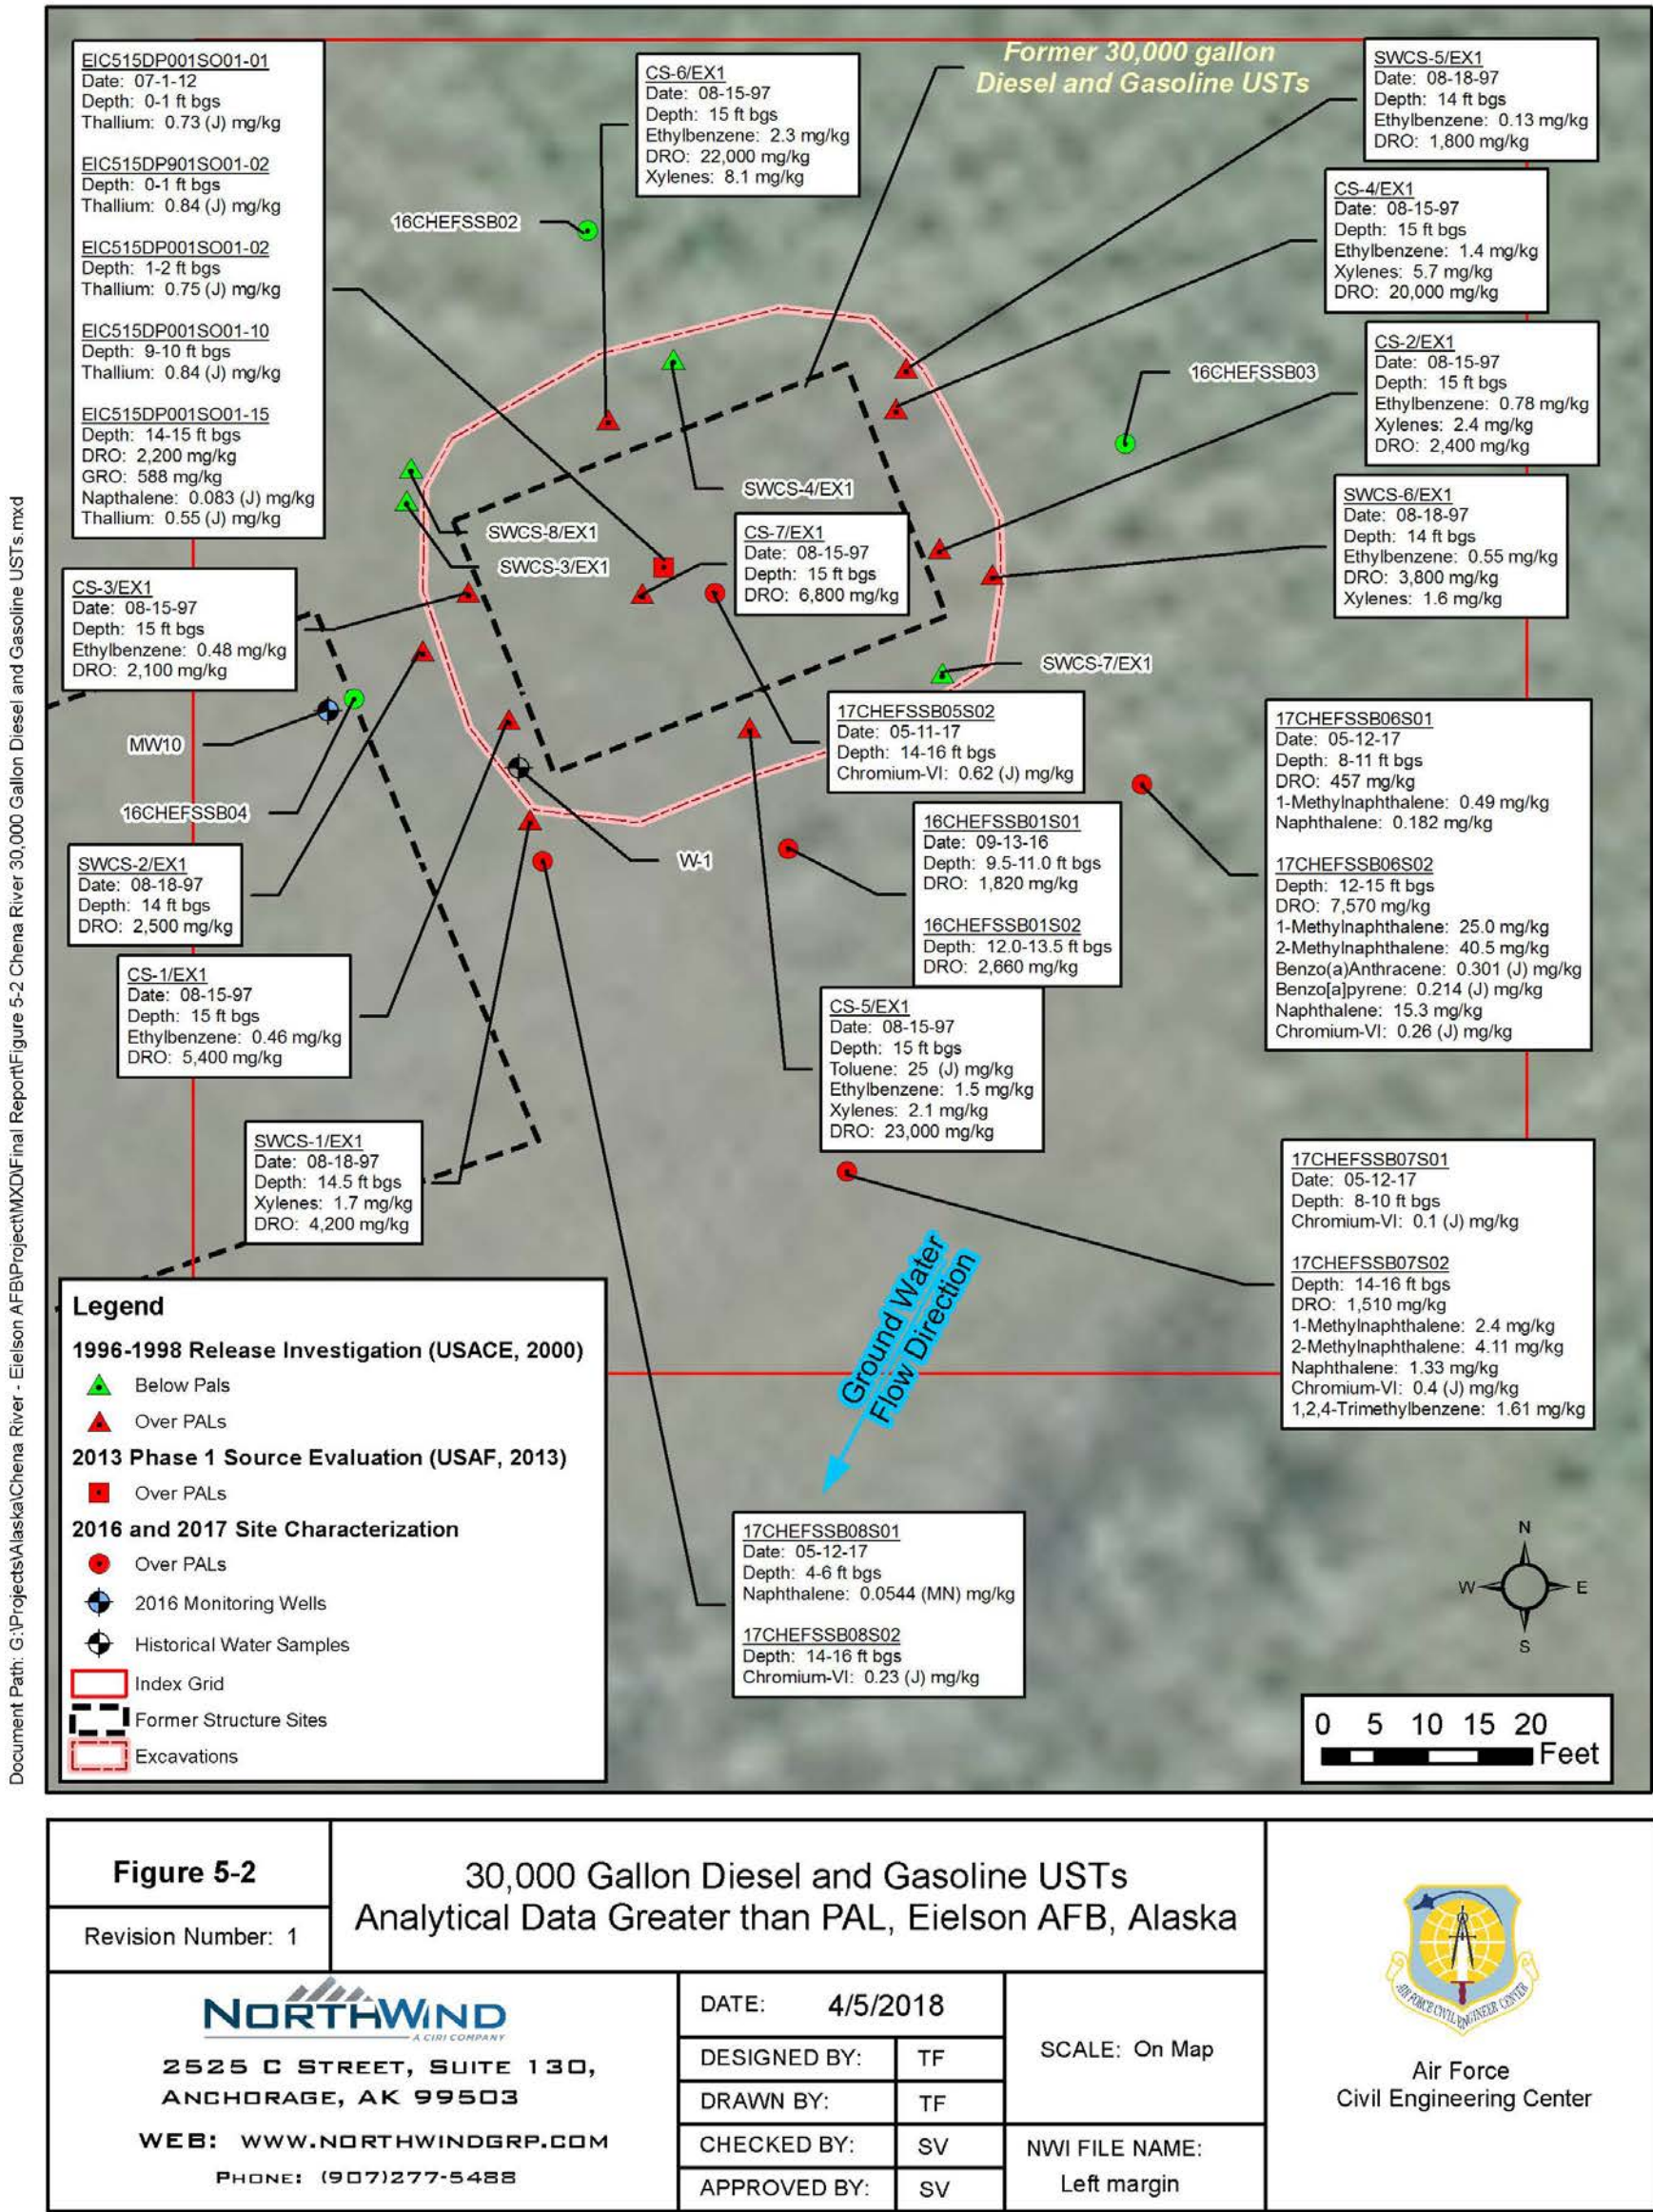 Document Path: G:\Projects\Alaska\Chena River - Eielson AFB\Project\MXD\Final Report\Figure 5-2 Chena River 30,000 Gallon Diesel and Gasoline USTs.mxd
EIC515DP001SO01-01
Date: 07-1-12
Depth: 0-1 ft bgs
Thallium: 0.73 (J) mg/kg
EIC515DP901SO01-02
Depth: 0-1 ft bgs
Thallium: 0.84 (J) mg/kg
EIC515DP001SO01-02
Depth: 1-2 ft bgs
Thallium: 0.75 (J) mg/kg
EIC515DP001SO01-10
Depth: 9-10 ft bgs
Thallium: 0.84 (J) mg/kg
EIC515DP001SO01-15
Depth: 14-15 ft bgs
DRO: 2,200 mg/kg
GRO: 588 mg/kg
Napthalene: 0.083 (J) mg/kg
Thallium: 0.55 (J) mg/kg
CS-6/EX1
Date: 08-15-97
Depth: 15 ft bgs
Ethylbenzene: 2.3 mg/kg
DRO: 22,000 mg/kg
Xylenes: 8.1 mg/kg
Former 30,000 gallon
Diesel and Gasoline USTs
SWCS-5/EX1
Date: 08-18-97
Depth: 14 ft bgs
Ethylbenzene: 0.13 mg/kg
DRO: 1,800 mg/kg
CS-4/EX1
Date: 08-15-97
Depth: 15 ft bgs
Ethylbenzene: 1.4 mg/kg
Xylenes: 5.7 mg/kg
DRO: 20,000 mg/kg
16CHEFSSB02
CS-2/EX1
Date: 08-15-97
Depth: 15 ft bgs
Ethylbenzene: 0.78 mg/kg
Xylenes: 2.4 mg/kg
DRO: 2,400 mg/kg
16CHEFSSB03
SWCS-4/EX1
SWCS-8/EX1
SWCS-3/EX1
CS-7/EX1
Date: 08-15-97
Depth: 15 ft bgs
DRO: 6,800 mg/kg
SWCS-6/EX1
Date: 08-18-97
Depth: 14 ft bgs
Ethylbenzene: 0.55 mg/kg
DRO: 3,800 mg/kg
Xylenes: 1.6 mg/kg
CS-3/EX1
Date: 08-15-97
Depth: 15 ft bgs
Ethylbenzene: 0.48 mg/kg
DRO: 2,100 mg/kg
SWCS-7/EX1
MW10
17CHEFSSB05S02
Date: 05-11-17
Depth: 14-16 ft bgs
Chromium-VI: 0.62 (J) mg/kg
17CHEFSSB06S01
Date: 05-12-17
Depth: 8-11 ft bgs
DRO: 457 mg/kg
1-Methylnaphthalene: 0.49 mg/kg
Naphthalene: 0.182 mg/kg
17CHEFSSB06S02
Depth: 12-15 ft bgs
DRO: 7,570 mg/kg
1-Methylnaphthalene: 25.0 mg/kg
2-Methylnaphthalene: 40.5 mg/kg
Benzo(a)Anthracene: 0.301 (J) mg/kg
Benzo[a]pyrene: 0.214 (J) mg/kg
Naphthalene: 15.3 mg/kg
Chromium-VI: 0.26 (J) mg/kg
16CHEFSSB04
16CHEFSSB01S01
Date: 09-13-16
Depth: 9.5-11.0 ft bgs
DRO: 1,820 mg/kg
16CHEFSSB01S02
Depth: 12.0-13.5 ft bgs
DRO: 2,660 mg/kg
W-1
SWCS-2/EX1
Date: 08-18-97
Depth: 14 ft bgs
DRO: 2,500 mg/kg
CS-1/EX1
Date: 08-15-97
Depth: 15 ft bgs
Ethylbenzene: 0.46 mg/kg
DRO: 5,400 mg/kg
CS-5/EX1
Date: 08-15-97
Depth: 15 ft bgs
Toluene: 25 (J) mg/kg
Ethylbenzene: 1.5 mg/kg
Xylenes: 2.1 mg/kg
DRO: 23,000 mg/kg
SWCS-1/EX1
Date: 08-18-97
Depth: 14.5 ft bgs
Xylenes: 1.7 mg/kg
DRO: 4,200 mg/kg
17CHEFSSB07S01
Date: 05-12-17
Depth: 8-10 ft bgs
Chromium-VI: 0.1 (J) mg/kg
17CHEFSSB07S02
Depth: 14-16 ft bgs
DRO: 1,510 mg/kg
1-Methylnaphthalene: 2.4 mg/kg
2-Methylnaphthalene: 4.11 mg/kg
Naphthalene: 1.33 mg/kg
Chromium-VI: 0.4 (J) mg/kg
1,2,4-Trimethylbenzene: 1.61 mg/kg
Ground Water
Flow Direction
17CHEFSSB08S01
Date: 05-12-17
Depth: 4-6 ft bgs
Naphthalene: 0.0544 (MN) mg/kg
17CHEFSSB08S02
Depth: 14-16 ft bgs
Chromium-VI: 0.23 (J) mg/kg
Legend
1996-1998 Release Investigation (USACE, 2000)
Below Pals
Over PALs
2013 Phase 1 Source Evaluation (USAF, 2013)
Over PALs
2016 and 2017 Site Characterization
Over PALs
2016 Monitoring Wells
Historical Water Samples
Index Grid
Former Structure Sites
Excavations
N
W E
S
0 5 10 15 20
Feet
Figure 5-2
Revision Number: 1
30,000 Gallon Diesel and Gasoline USTs
Analytical Data Greater than PAL, Eielson AFB, Alaska
NORTHWIND
A CIRI COMPANY
2525 C STREET, SUITE 130,
ANCHORAGE, AK 99503
WEB: WWW.NORTHWINDGRP.COM
PHONE: (907)277-5488
DATE: 4/5/2018
DESIGNED BY: TF
DRAWN BY: TF
CHECKED BY: SV
APPROVED BY: SV
SCALE: On Map
NWI FILE NAME:
Left margin
AIR FORCE CIVIL ENGINEER CENTER
Air Force
Civil Engineering Center